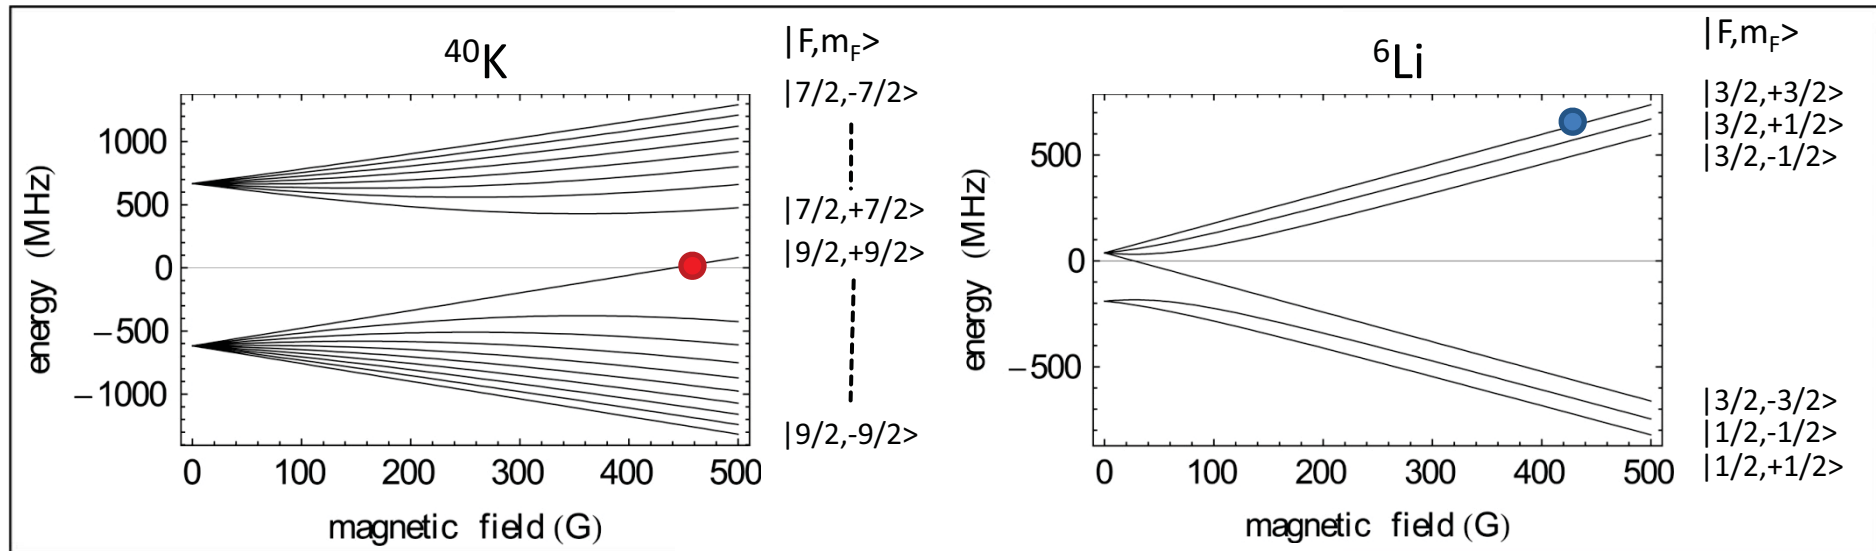 ⁴⁰K
energy (MHz)
1000
500
0
−500
−1000
0 100 200 300 400 500
magnetic field (G)
|F,mF>
|7/2,-7/2>
|7/2,+7/2>
|9/2,+9/2>
|9/2,-9/2>
⁶Li
energy (MHz)
500
0
−500
0 100 200 300 400 500
magnetic field (G)
|F,mF>
|3/2,+3/2>
|3/2,+1/2>
|3/2,-1/2>
|3/2,-3/2>
|1/2,-1/2>
|1/2,+1/2>